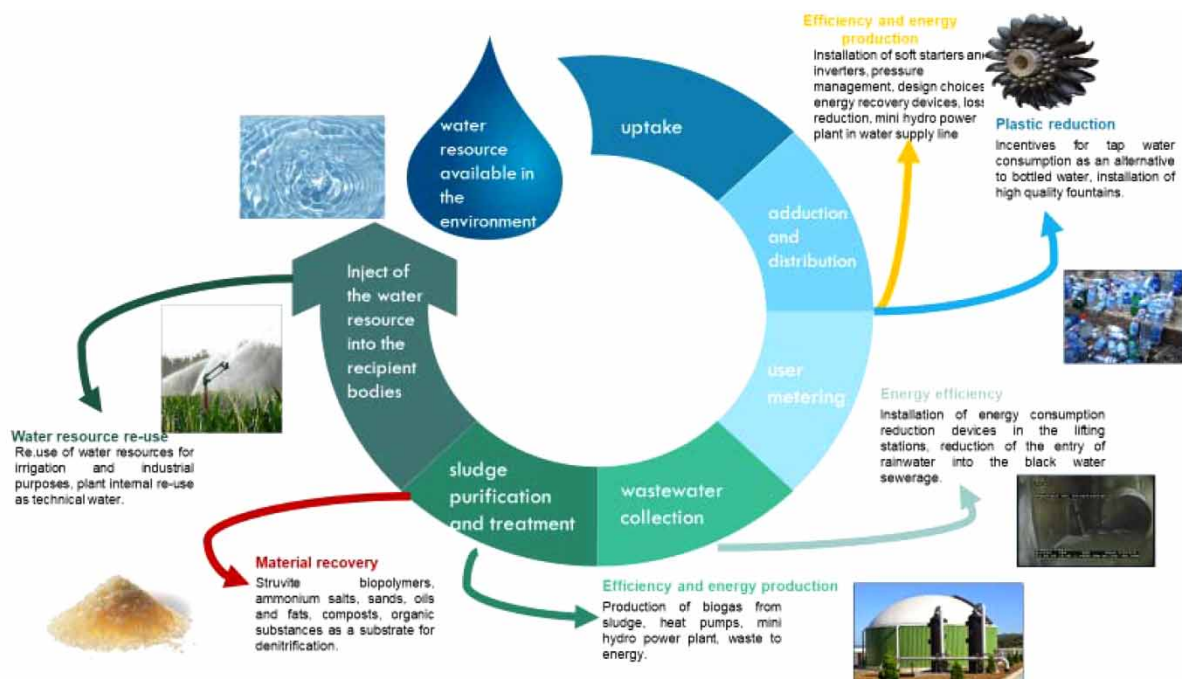 water
resource
available in
the
environment
uptake
adduction
and
distribution
user
metering
wastewater
collection
sludge
purification
and treatment
Inject of
the water
resource
into the
recipient
bodies
Efficiency and energy
production
Installation of soft starters and
inverters, pressure
management, design choices
energy recovery devices, loss
reduction, mini hydro power
plant in water supply line
Plastic reduction
Incentives for tap water
consumption as an alternative
to bottled water, installation of
high quality fountains.
Energy efficiency
Installation of energy consumption
reduction devices in the lifting
stations, reduction of the entry of
rainwater into the black water
sewerage.
Efficiency and energy production
Production of biogas from
sludge, heat pumps, mini
hydro power plant, waste to
energy.
Material recovery
Struvite biopolymers,
ammonium salts, sands, oils
and fats, composts, organic
substances as a substrate for
denitrification.
Water resource re-use
Re.use of water resources for
irrigation and industrial
purposes, plant internal re-use
as technical water.